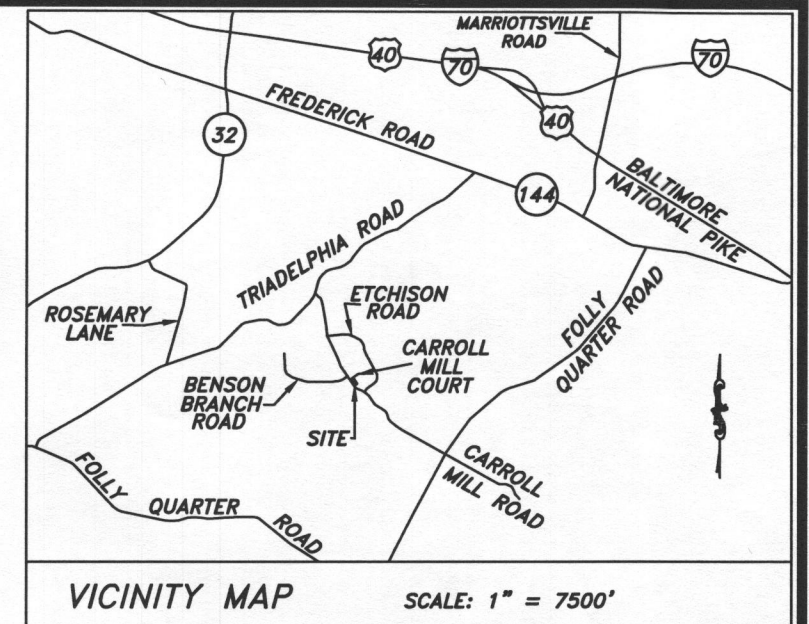 MARRIOTTSVILLE
ROAD
40
70
70
FREDERICK ROAD
40
32
144
BALTIMORE
NATIONAL PIKE
TRIADELPHIA ROAD
ETCHISON
ROAD
ROSEMARY
LANE
FOLLY
QUARTER ROAD
CARROLL
MILL
COURT
BENSON
BRANCH
ROAD
SITE
CARROLL
MILL ROAD
FOLLY QUARTER ROAD
VICINITY MAP
SCALE: 1" = 7500'